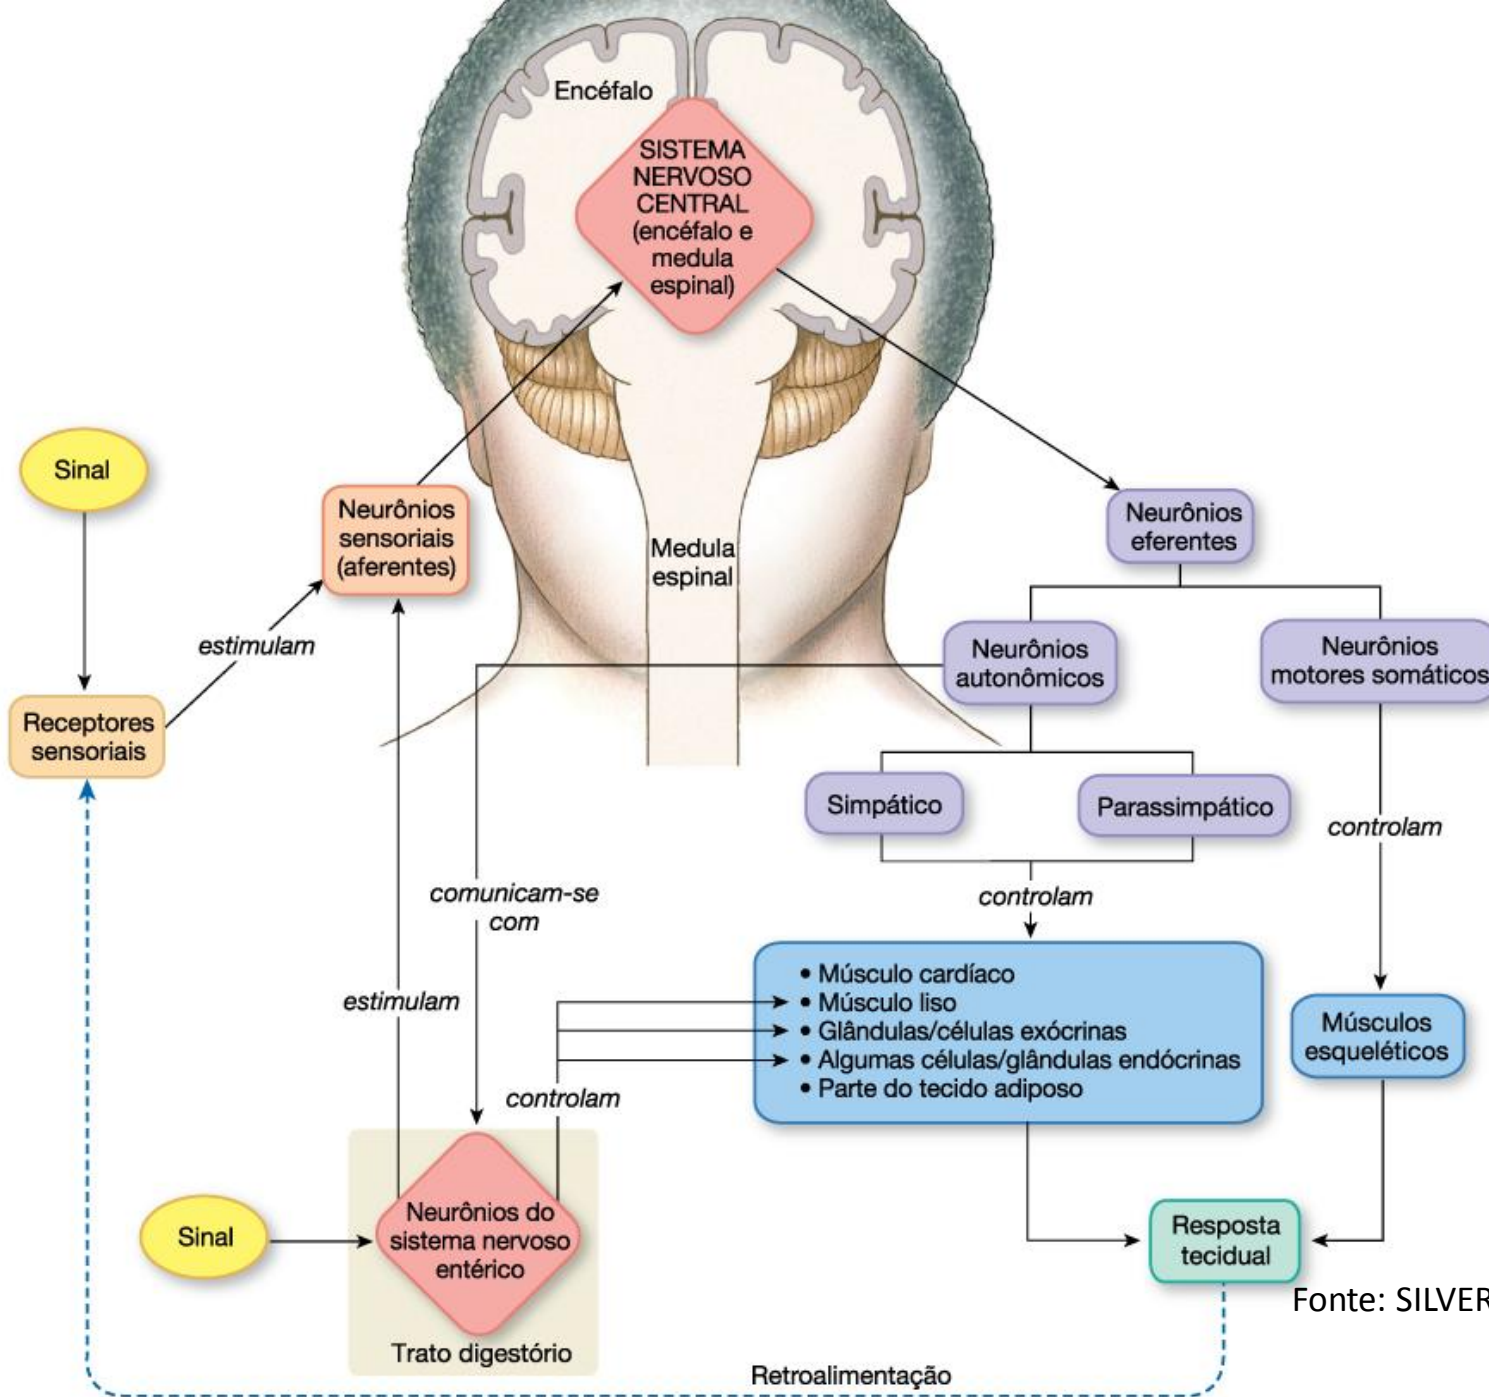 Encéfalo
SISTEMA
NERVOSO
CENTRAL
(encéfalo e
medula
espinal)
Sinal
Neurônios
sensoriais
(aferentes)
Neurônios
eferentes
Medula
espinal
estimulam
Neurônios
autonômicos
Neurônios
motores somáticos
Receptores
sensoriais
Simpático
Parassimpático
controlam
comunicam-se
com
controlam
• Músculo cardíaco
• Músculo liso
• Glândulas/células exócrinas
• Algumas células/glândulas endócrinas
• Parte do tecido adiposo
estimulam
Músculos
esqueléticos
controlam
Sinal
Neurônios do
sistema nervoso
entérico
Resposta
tecidual
Fonte: SILVER
Trato digestório
Retroalimentação